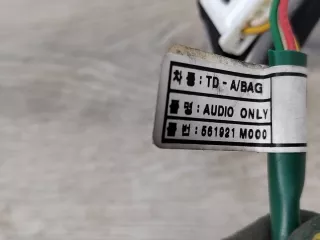 차 종 : TD - A/BAG
품 명 : AUDIO ONLY
품 번 : 561921 M000